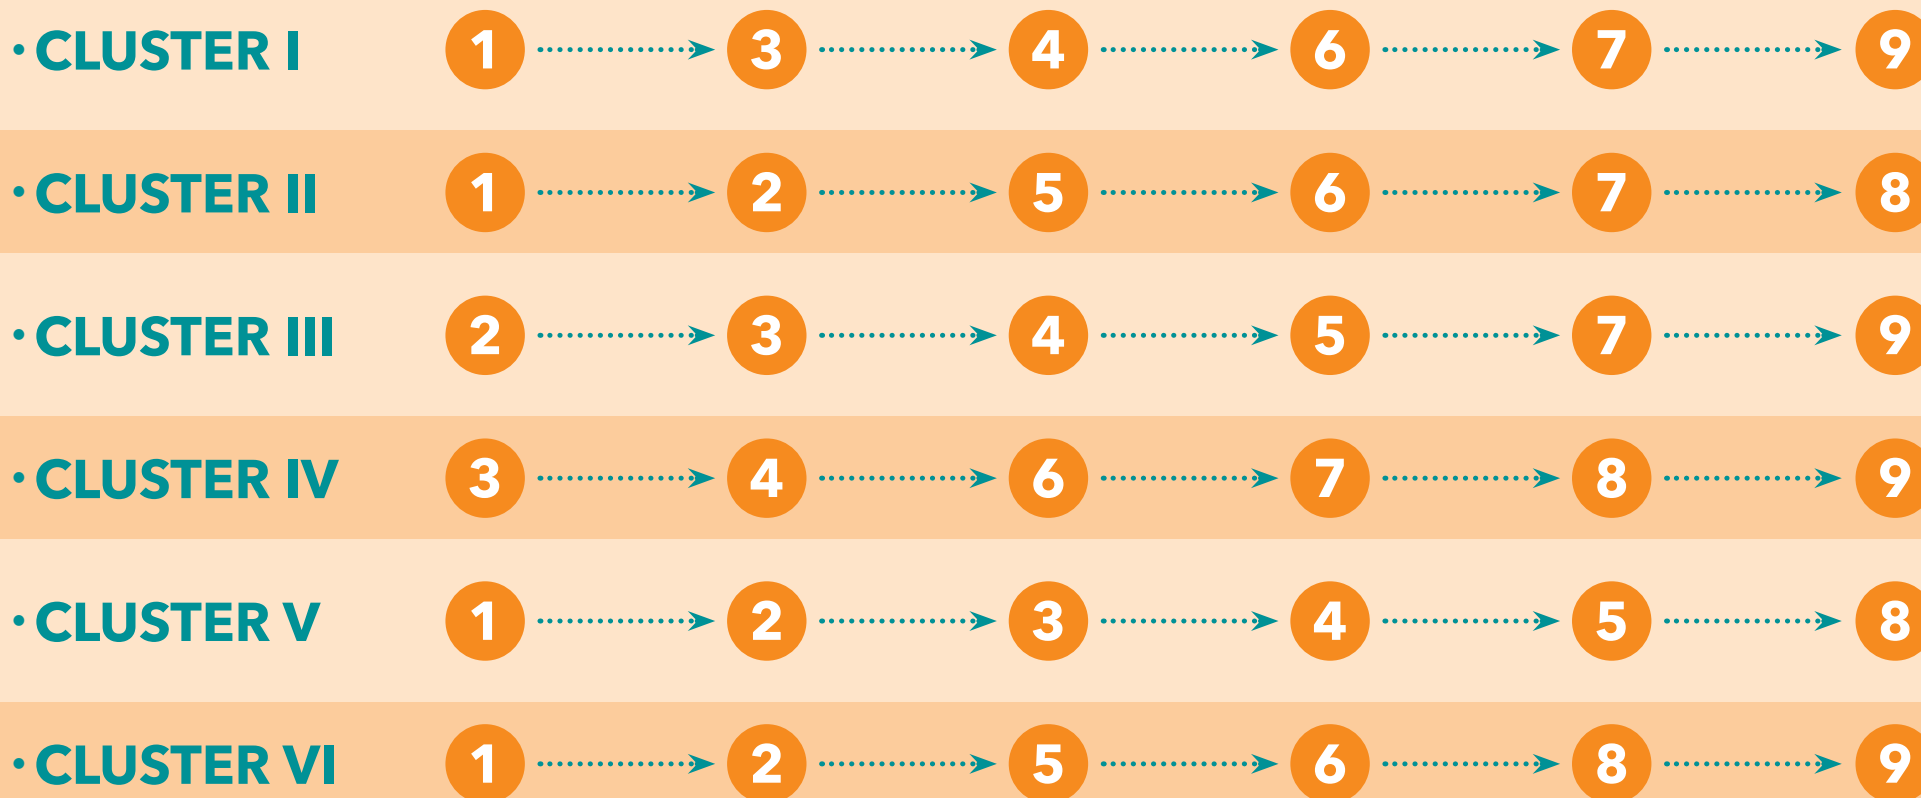 • CLUSTER I 1 3 4 6 7 9
• CLUSTER II 1 2 5 6 7 8
• CLUSTER III 2 3 4 5 7 9
• CLUSTER IV 3 4 6 7 8 9
• CLUSTER V 1 2 3 4 5 8
• CLUSTER VI 1 2 5 6 8 9